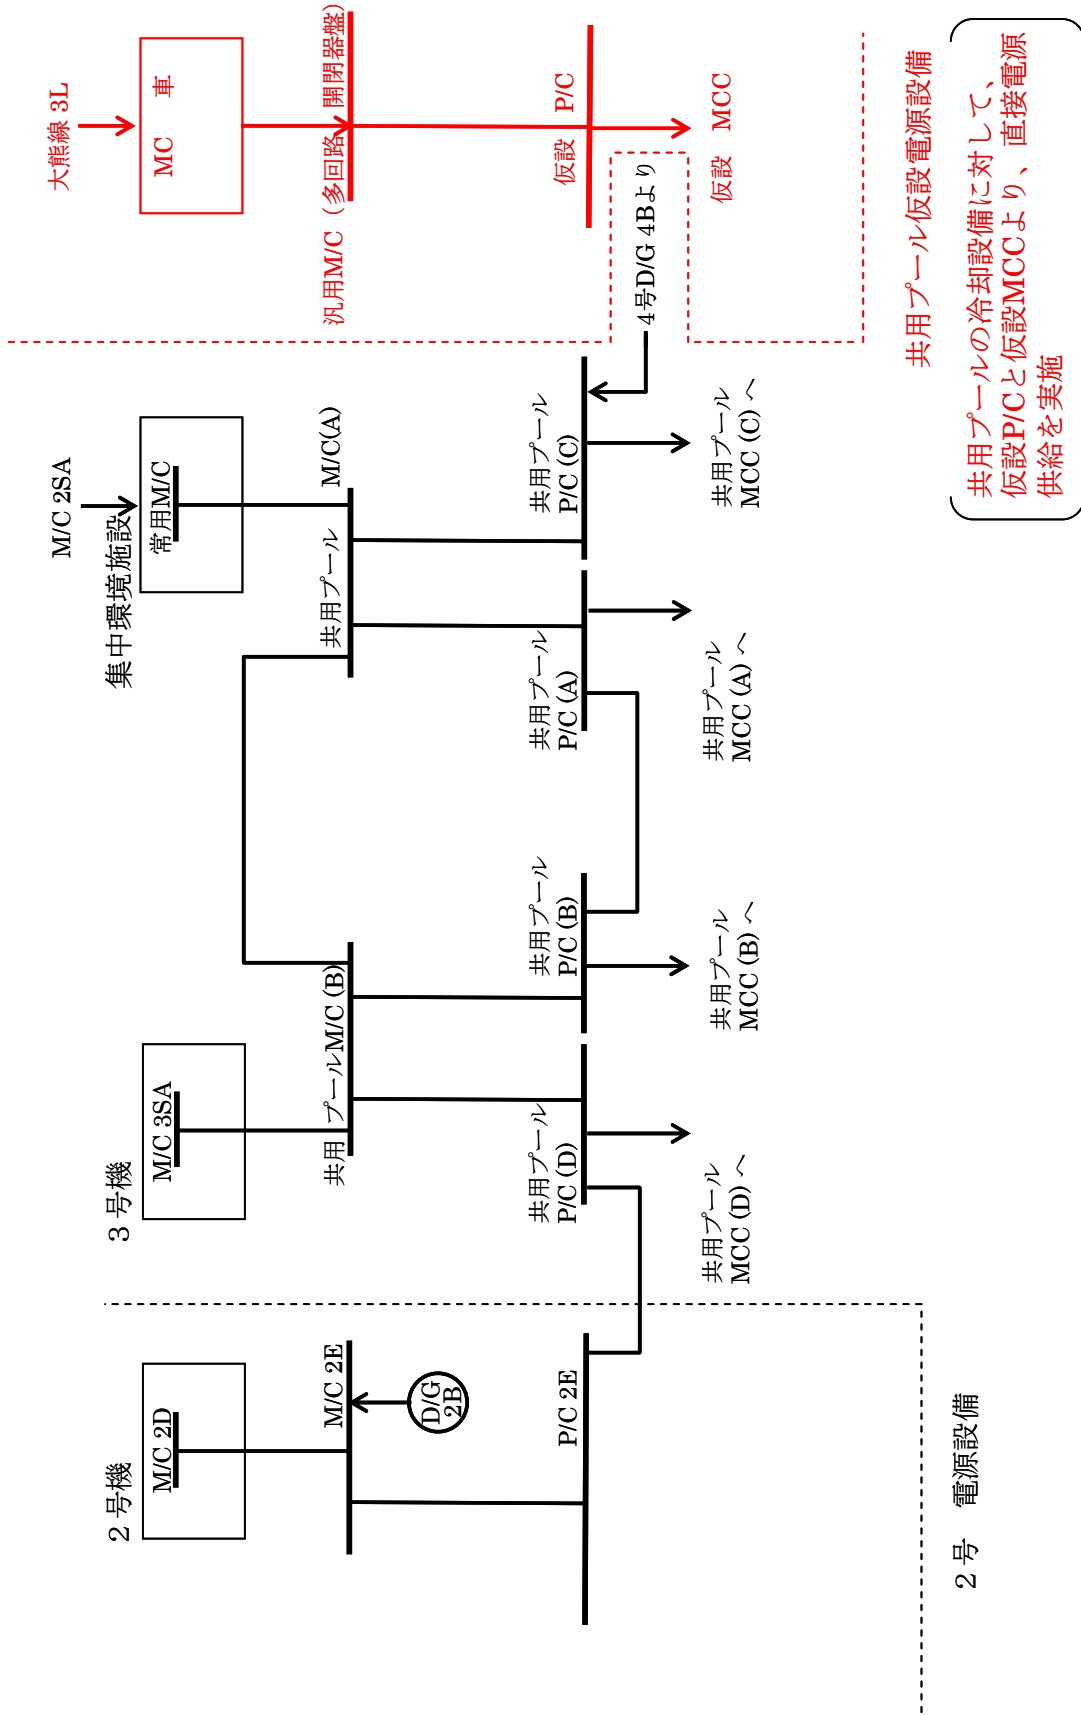 2号機
M/C 2D
M/C 2E
D/G
2B
P/C 2E
2号 電源設備
3号機
M/C 3SA
共用 プールM/C (B)
共用プール
P/C (D)
共用プール
MCC (D) へ
共用プール
P/C (B)
共用プール
MCC (B) へ
M/C 2SA
集中環境施設
常用M/C
共用プール M/C(A)
共用プール
P/C (A)
共用プール
MCC (A) へ
共用プール
P/C (C)
共用プール
MCC (C) へ
4号D/G 4Bより
大熊線 3L
MC 車
汎用M/C (多回路 開閉器盤)
仮設 P/C
仮設 MCC
共用プール仮設電源設備
共用プールの冷却設備に対して、
仮設P/Cと仮設MCCより、直接電源
供給を実施